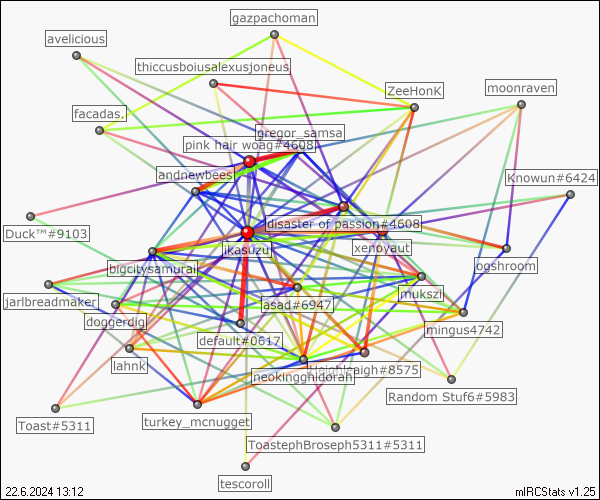 gazpachoman
avelicious
thiccusboiusalexusjoneus
ZeeHonK
moonraven
facadas.
gregor_samsa
pink hair woag#4608
andnewbees
Knowun#6424
Duck™#9103
disaster of passion#4608
ikasuzu
xenoyaut
ogshroom
bigcitysamurai
mukszi
jarlbreadmaker
asad#6947
doggerdig
mingus4742
default#0617
lahnk
Heighleigh#8575
neokingghidorah
Random Stuf6#5983
Toast#5311
turkey_mcnugget
ToastephBroseph5311#5311
tescoroll
22.6.2024 13:12
mIRCStats v1.25